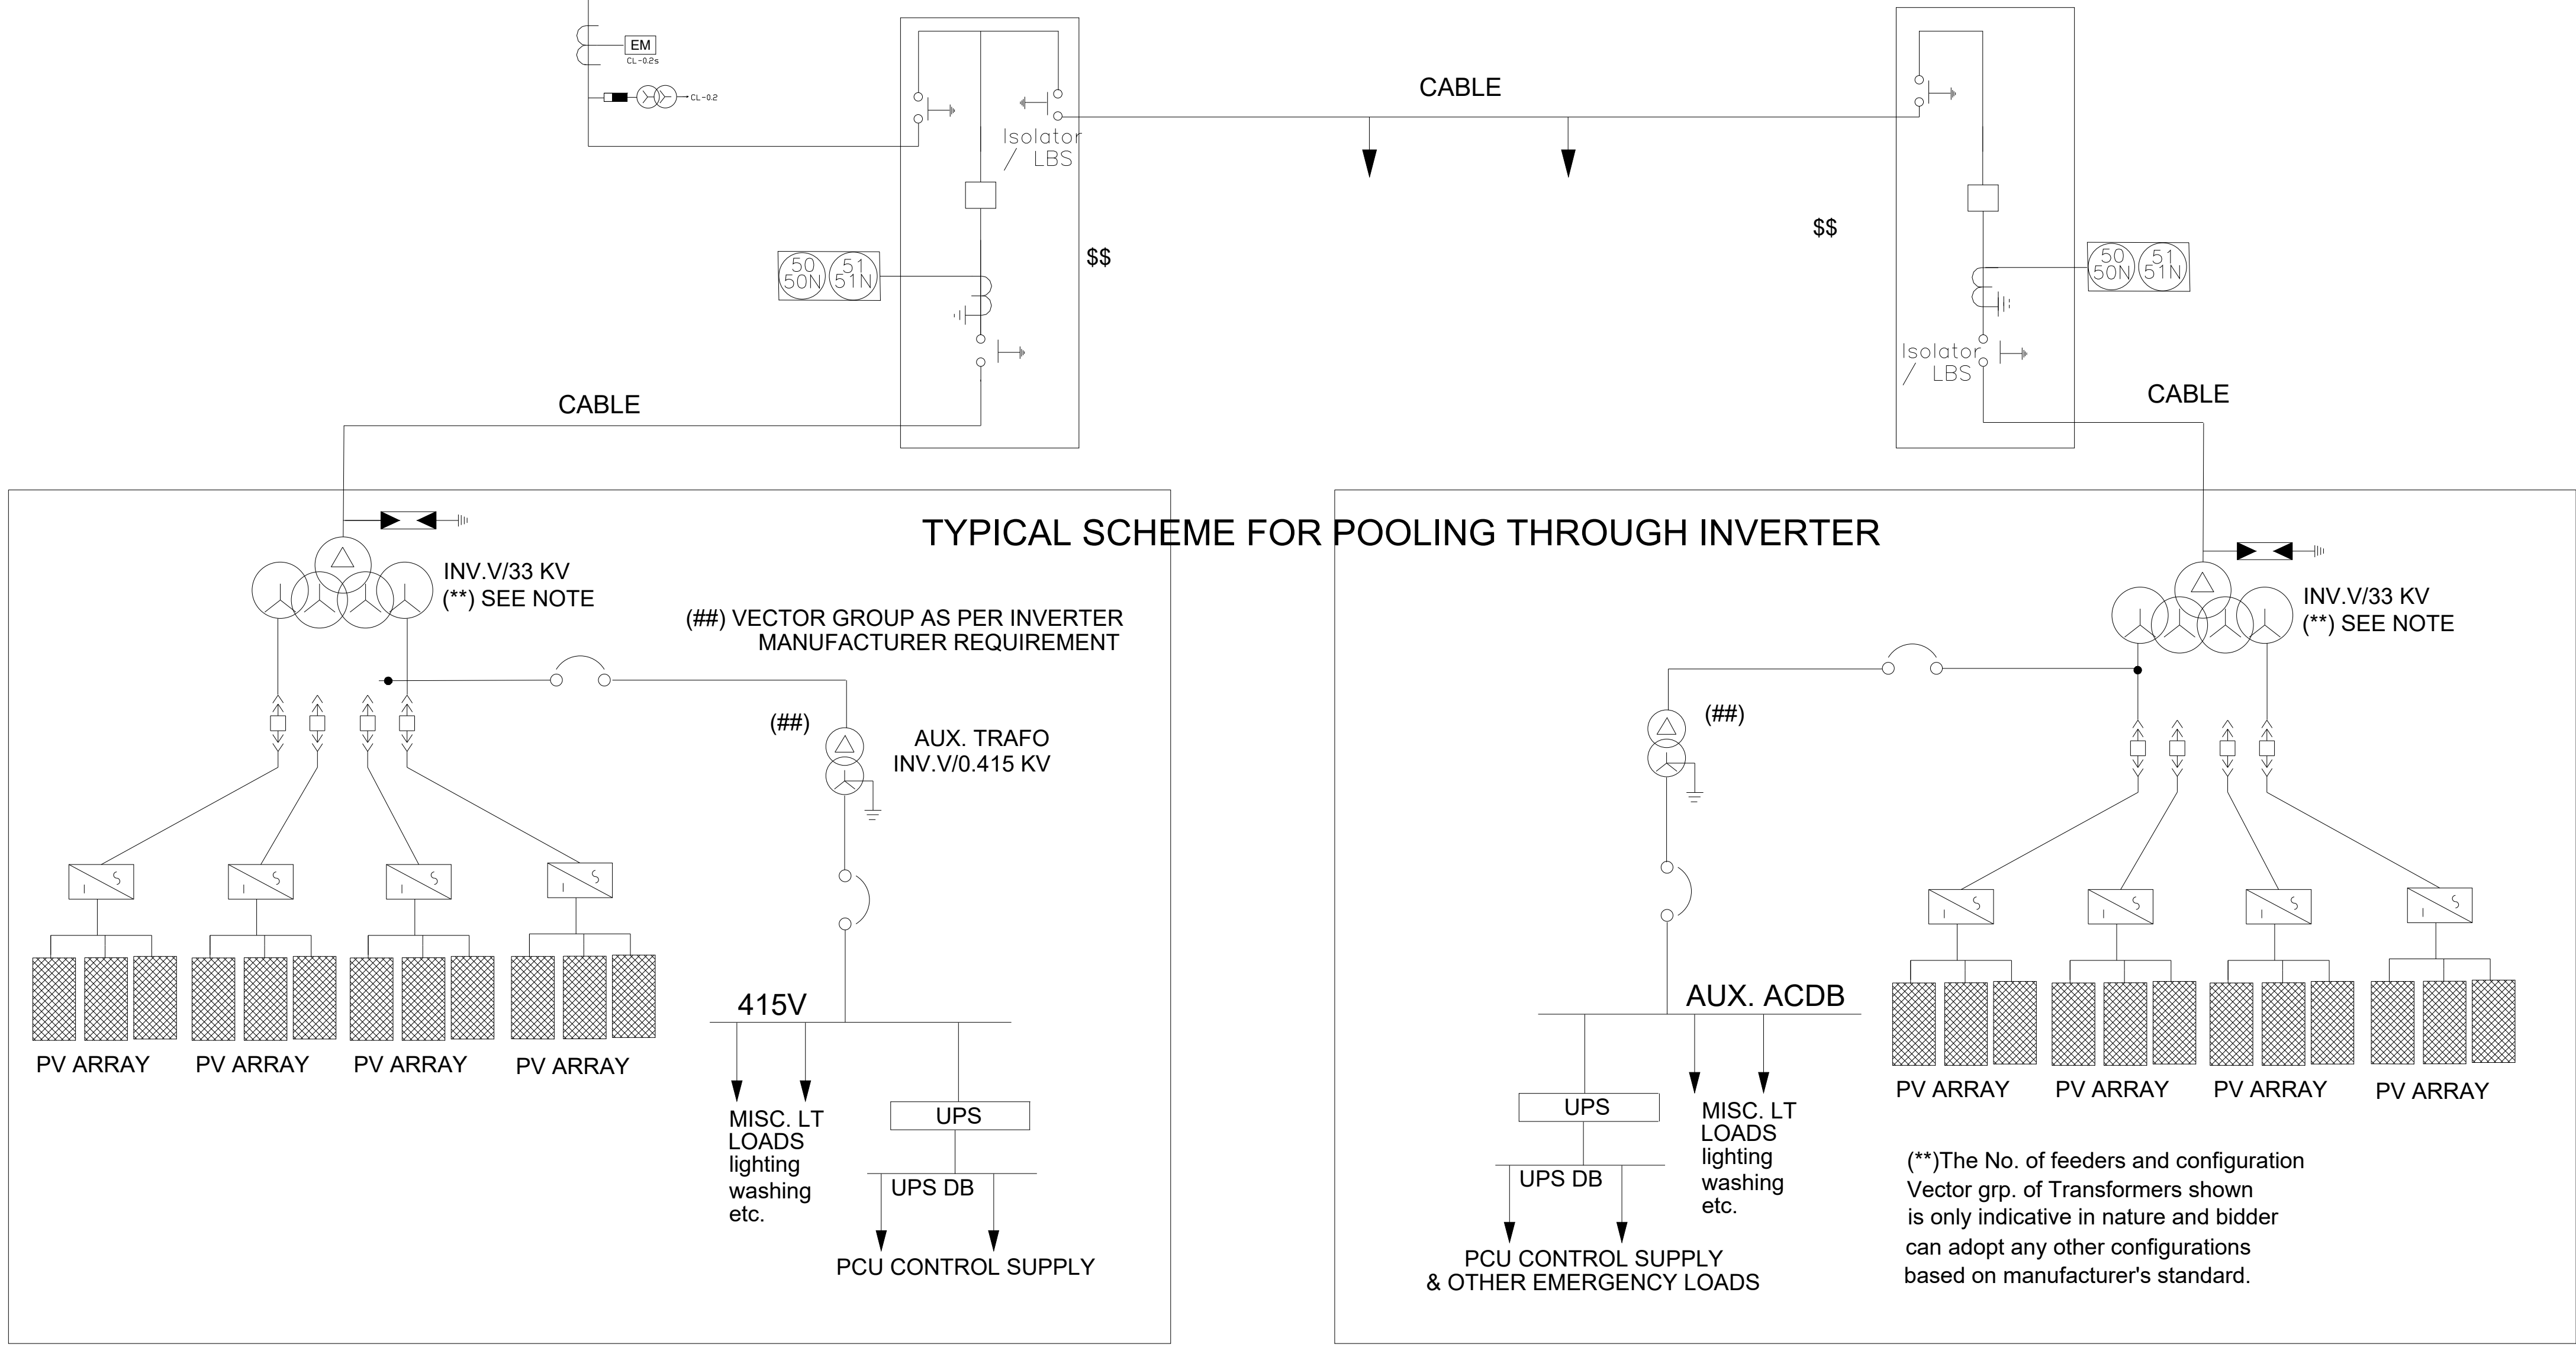 EM
CL-0.2s
CL-0.2
CABLE
Isolator
/ LBS
$$
$$
50
50N
51
51N
50
50N
51
51N
Isolator
/ LBS
CABLE
CABLE
TYPICAL SCHEME FOR POOLING THROUGH INVERTER
INV.V/33 KV
(**) SEE NOTE
(##) VECTOR GROUP AS PER INVERTER
MANUFACTURER REQUIREMENT
(##)
AUX. TRAFO
INV.V/0.415 KV
PV ARRAY
PV ARRAY
PV ARRAY
PV ARRAY
415V
MISC. LT
LOADS
lighting
washing
etc.
UPS
UPS DB
PCU CONTROL SUPPLY
INV.V/33 KV
(**) SEE NOTE
(##)
AUX. ACDB
UPS
UPS DB
MISC. LT
LOADS
lighting
washing
etc.
PCU CONTROL SUPPLY
& OTHER EMERGENCY LOADS
PV ARRAY
PV ARRAY
PV ARRAY
PV ARRAY
(**)The No. of feeders and configuration
Vector grp. of Transformers shown
is only indicative in nature and bidder
can adopt any other configurations
based on manufacturer's standard.